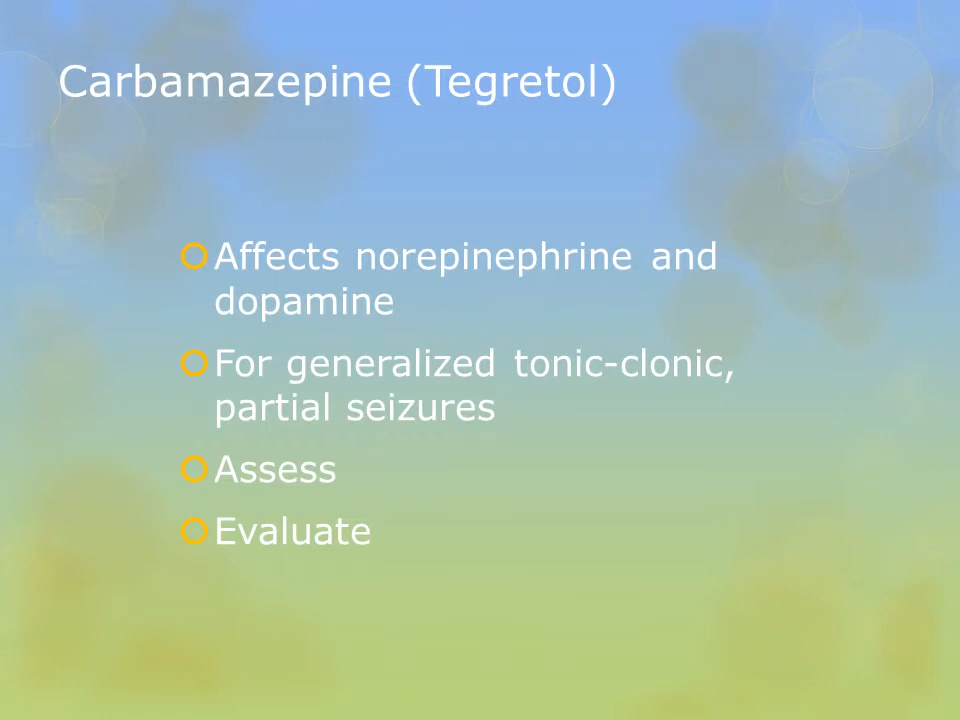 Carbamazepine (Tegretol)
Affects norepinephrine and
dopamine
For generalized tonic-clonic,
partial seizures
Assess
Evaluate